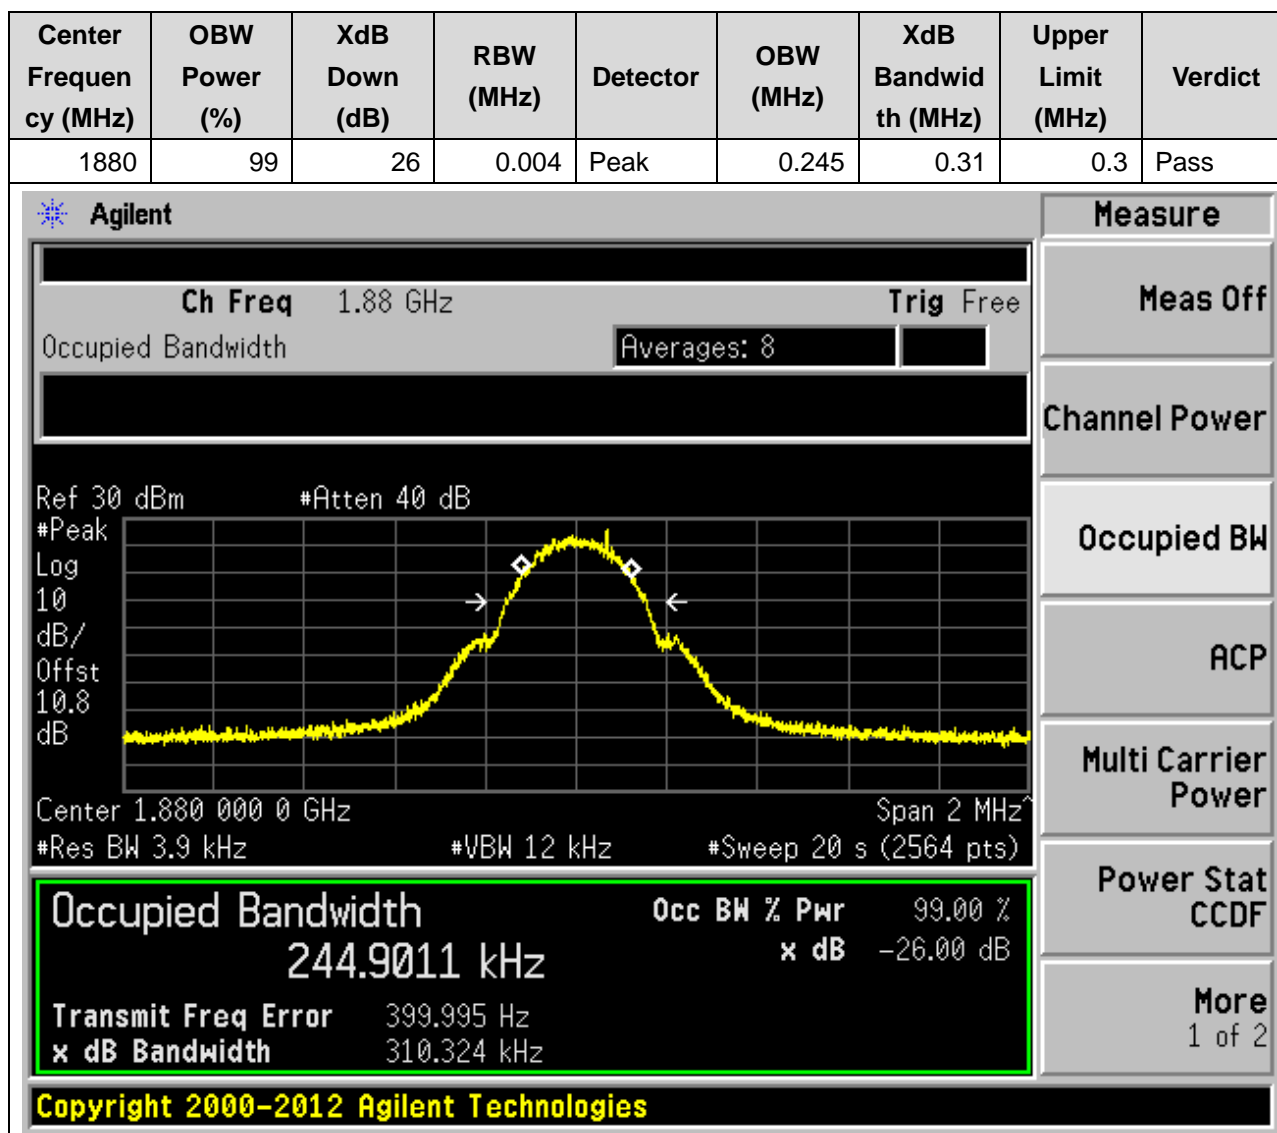 Center Frequen cy (MHz)
OBW Power (%)
XdB Down (dB)
RBW (MHz)
Detector
OBW (MHz)
XdB Bandwid th (MHz)
Upper Limit (MHz)
Verdict
1880 99 26 0.004 Peak 0.245 0.31 0.3 Pass
Agilent
Measure
Ch Freq 1.88 GHz Trig Free
Occupied Bandwidth Averages: 8
Meas Off
Channel Power
Occupied BW
ACP
Multi Carrier
Power
Power Stat
CCDF
More
1 of 2
Ref 30 dBm #Atten 40 dB
#Peak
Log
10
dB/
Offst
10.8
dB
Center 1.880 000 0 GHz Span 2 MHz^
#Res BW 3.9 kHz #VBW 12 kHz #Sweep 20 s (2564 pts)
Occupied Bandwidth
244.9011 kHz
Occ BW % Pwr 99.00 %
x dB -26.00 dB
Transmit Freq Error 399.995 Hz
x dB Bandwidth 310.324 kHz
Copyright 2000-2012 Agilent Technologies